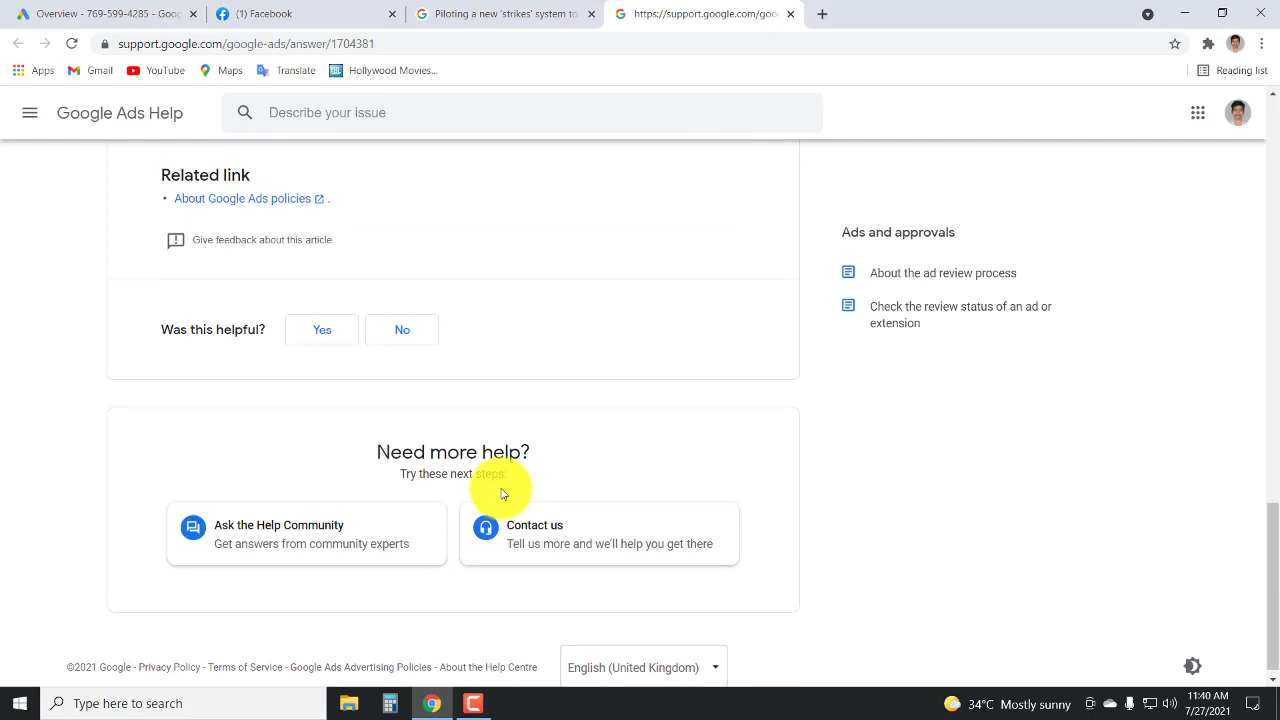 Overview - 769-599-4285 - Goog
(1) Facebook
Piloting a new 'strikes' system to
https://support.google.com/goo
support.google.com/google-ads/answer/1704381
Apps
Gmail
YouTube
Maps
Translate
Hollywood Movies...
Reading list
Google Ads Help
Describe your issue
Related link
• About Google Ads policies .
Give feedback about this article
Was this helpful?
Yes
No
Ads and approvals
About the ad review process
Check the review status of an ad or
extension
Need more help?
Try these next steps:
Ask the Help Community
Get answers from community experts
Contact us
Tell us more and we'll help you get there
©2021 Google - Privacy Policy - Terms of Service - Google Ads Advertising Policies - About the Help Centre
English (United Kingdom)
Type here to search
34°C Mostly sunny
11:40 AM
7/27/2021